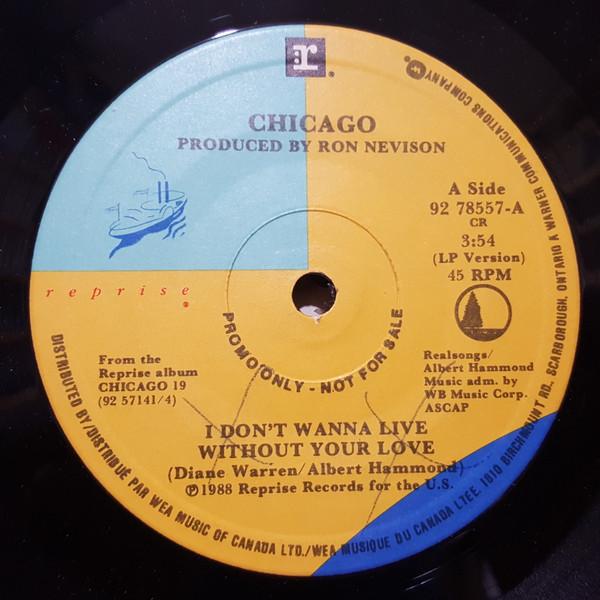 r
CHICAGO
PRODUCED BY RON NEVISON
A Side
92 78557-A
CR
3:54
(LP Version)
45 RPM
reprise
PROMO ONLY - NOT FOR SALE
From the
Reprise album
CHICAGO 19
(92 57141/4)
Realsongs/
Albert Hammond
Music adm. by
WB Music Corp.
ASCAP
I DON'T WANNA LIVE
WITHOUT YOUR LOVE
(Diane Warren/Albert Hammond)
℗1988 Reprise Records for the U.S.
DISTRIBUTED BY/DISTRIBUÉ PAR WEA MUSIC OF CANADA LTD./WEA MUSIQUE DU CANADA LTEE. 1810 BIRCHMOUNT RD., SCARBOROUGH, ONTARIO A WARNER COMMUNICATIONS COMPANY